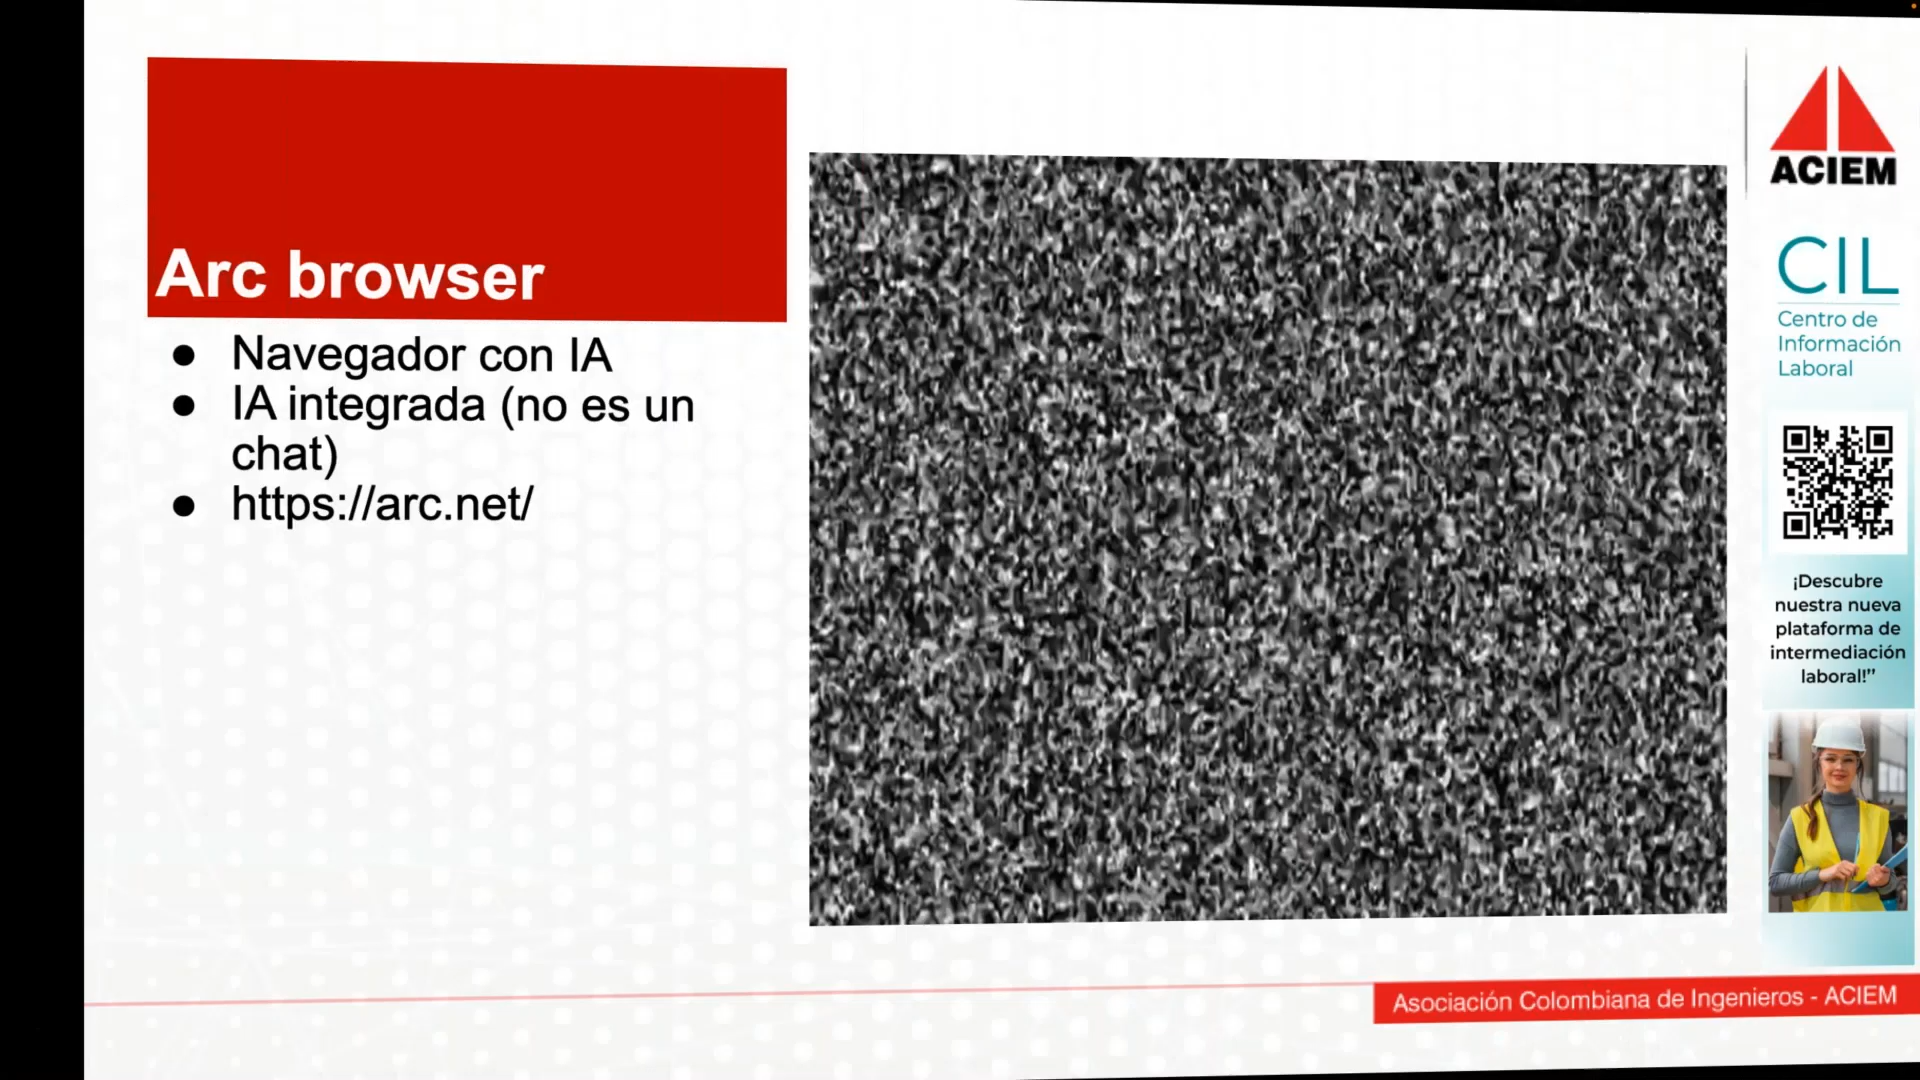 Arc browser
● Navegador con IA
● IA integrada (no es un
chat)
● https://arc.net/
ACIEM
CIL
Centro de
Información
Laboral
¡Descubre
nuestra nueva
plataforma de
intermediación
laboral!”
Asociación Colombiana de Ingenieros - ACIEM